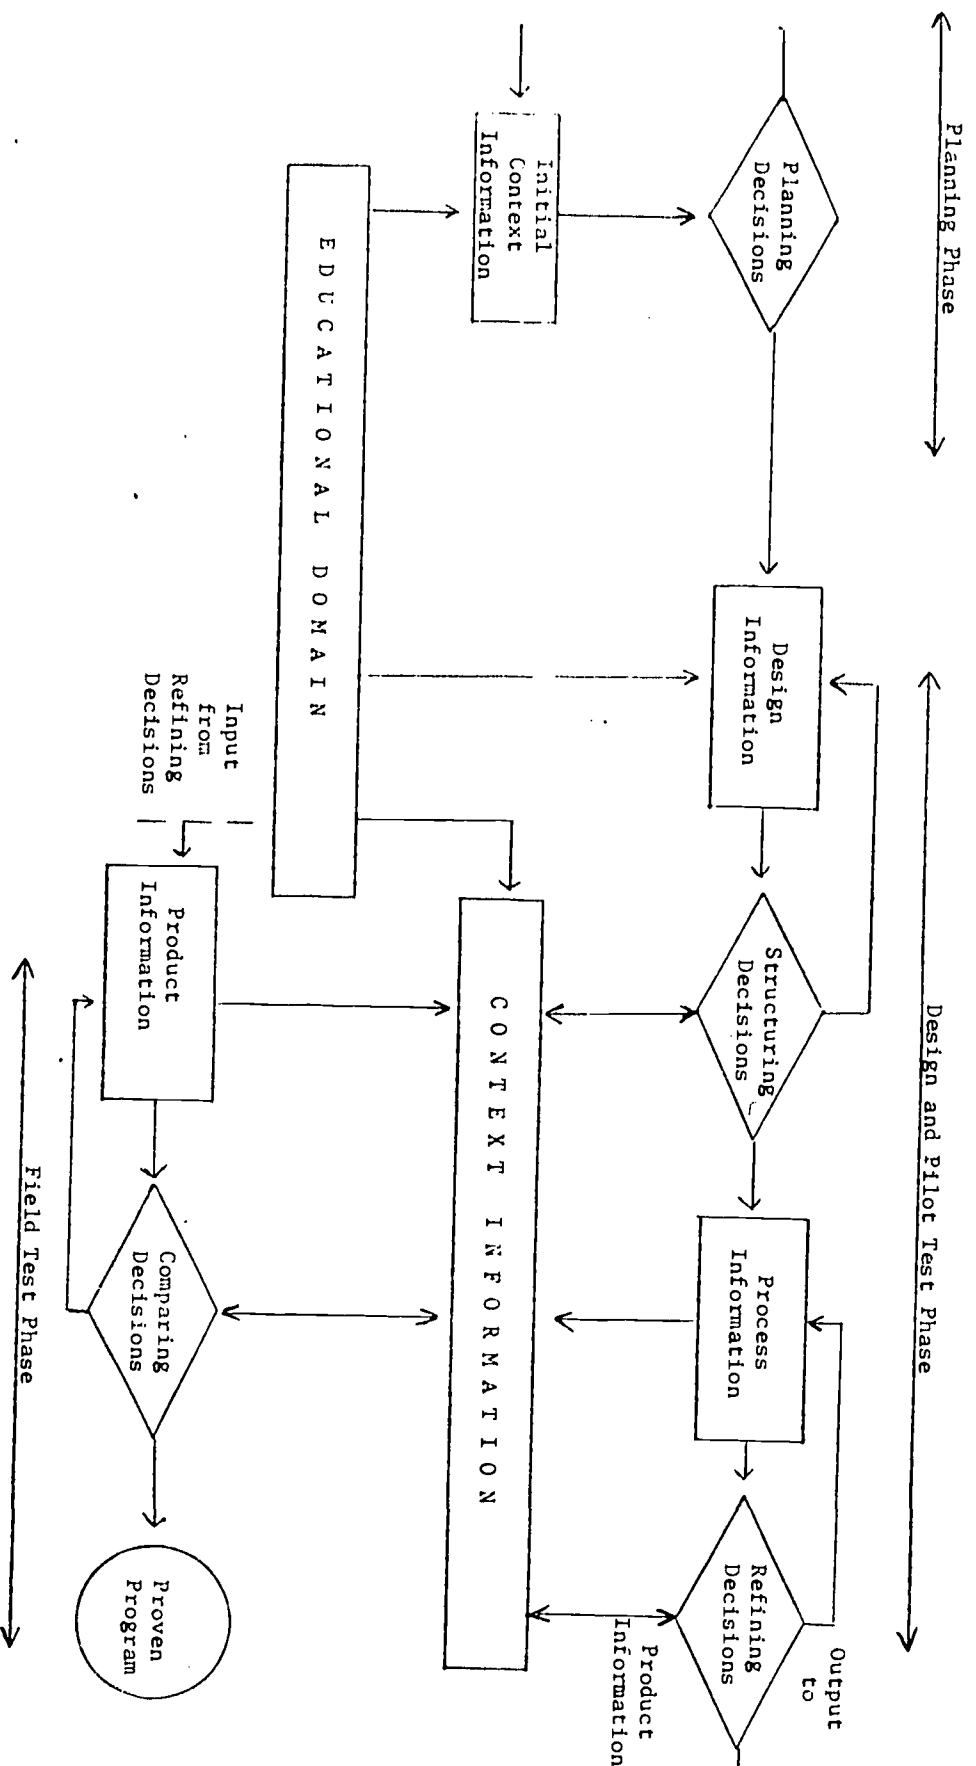 Planning Phase
Design and Pilot Test Phase
Planning
Decisions
Design
Information
Structuring
Decisions
Process
Information
Refining
Decisions
Output
to
Product
Information
Initial
Context
Information
EDUCATIONAL DOMAIN
CONTEXT INFORMATION
Input
from
Refining
Decisions
Product
Information
Comparing
Decisions
Proven
Program
Field Test Phase